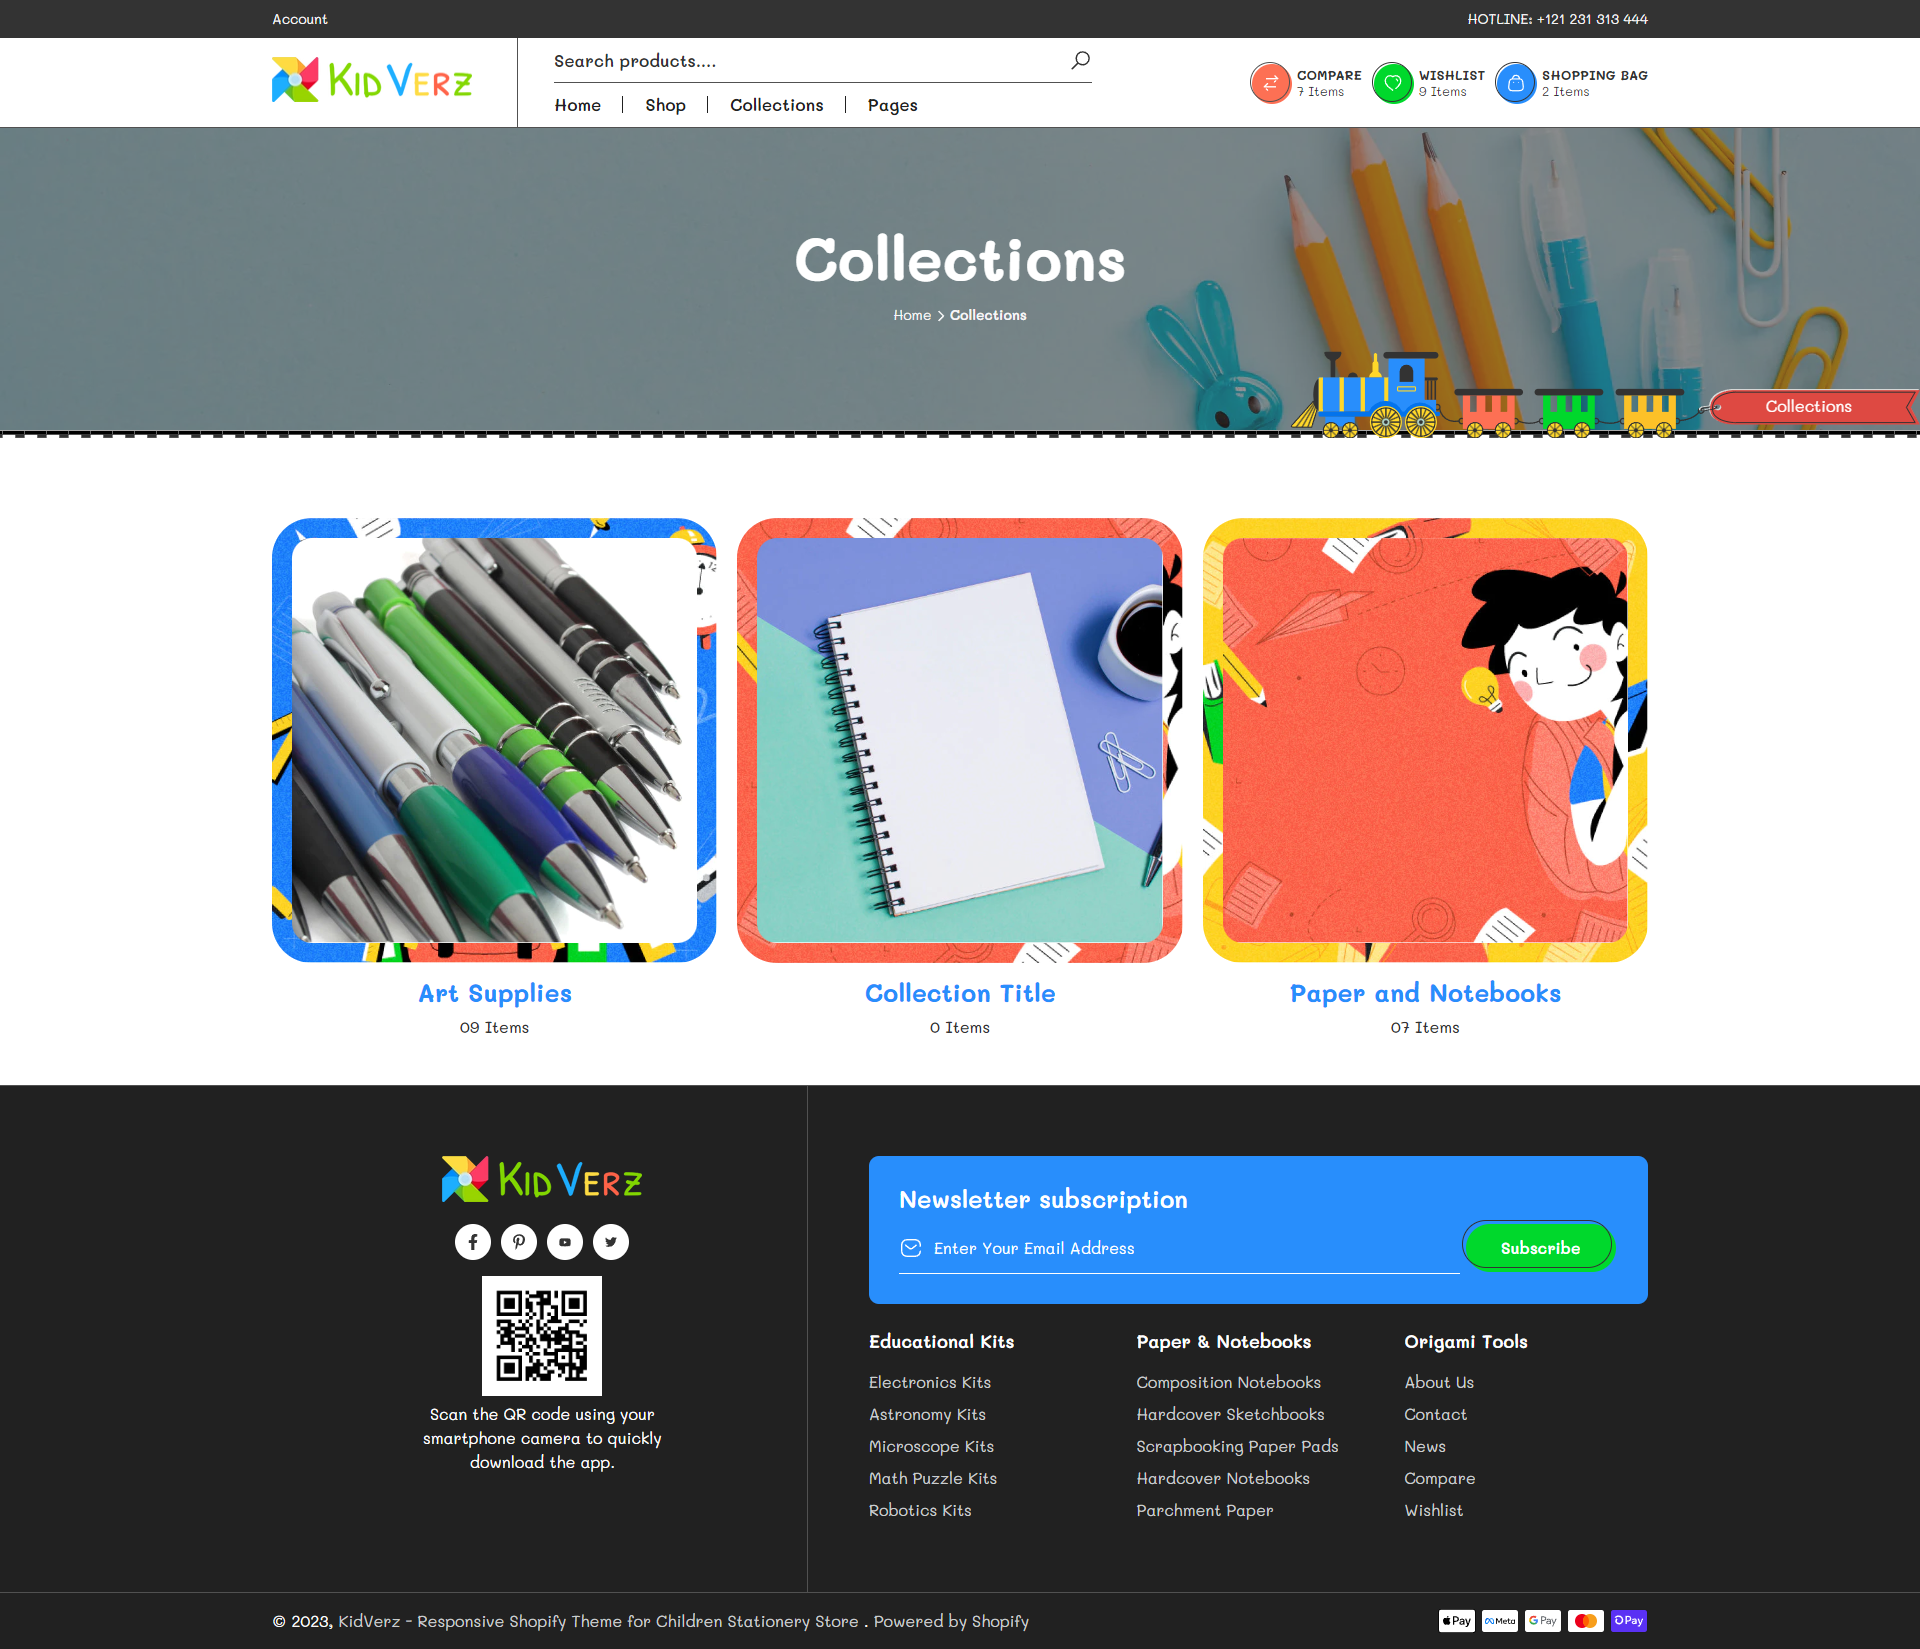 Account
HOTLINE: +121 231 313 444
KID VERZ
Search products....
Home
Shop
Collections
Pages
COMPARE
7 Items
WISHLIST
9 Items
SHOPPING BAG
2 Items
Collections
Home > Collections
Collections
Art Supplies
09 Items
Collection Title
0 Items
Paper and Notebooks
07 Items
KID VERZ
Scan the QR code using your
smartphone camera to quickly
download the app.
Newsletter subscription
Enter Your Email Address
Subscribe
Educational Kits
Electronics Kits
Astronomy Kits
Microscope Kits
Math Puzzle Kits
Robotics Kits
Paper & Notebooks
Composition Notebooks
Hardcover Sketchbooks
Scrapbooking Paper Pads
Hardcover Notebooks
Parchment Paper
Origami Tools
About Us
Contact
News
Compare
Wishlist
© 2023, KidVerz - Responsive Shopify Theme for Children Stationery Store . Powered by Shopify
Pay
Meta
G Pay
Pay